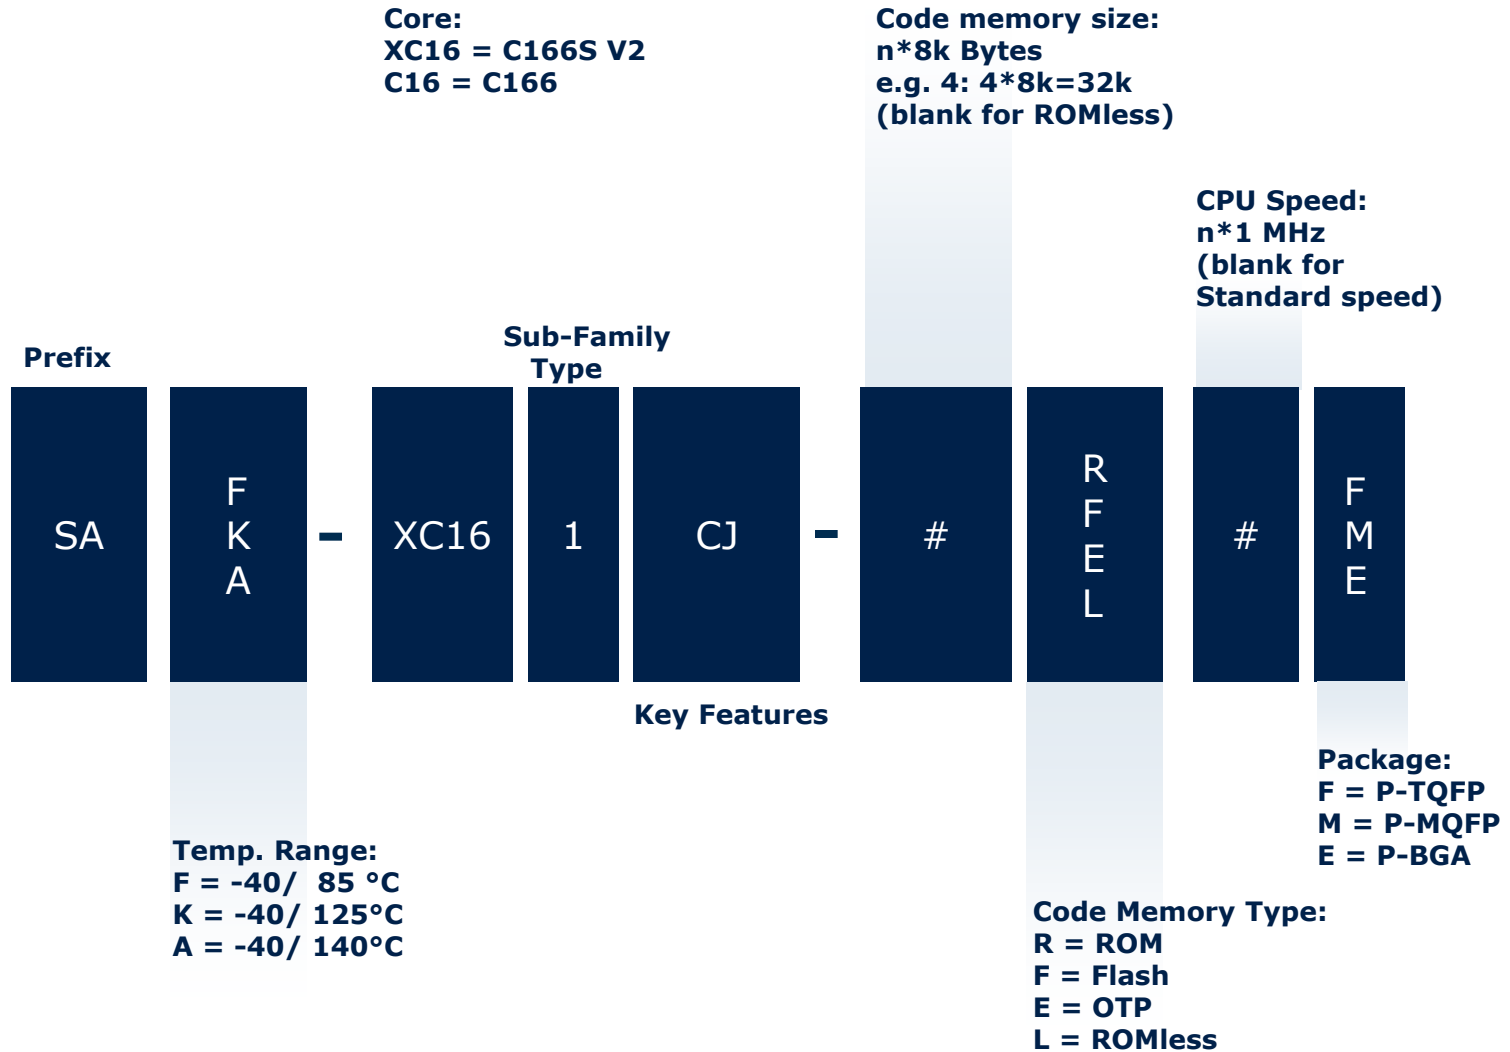 Core:
XC16 = C166S V2
C16 = C166
Code memory size:
n*8k Bytes
e.g. 4: 4*8k=32k
(blank for ROMless)
CPU Speed:
n*1 MHz
(blank for
Standard speed)
Prefix
Sub-Family
Type
SA
F
K
A
-
XC16
1
CJ
-
#
R
F
E
L
#
F
M
E
Key Features
Temp. Range:
F = -40/  85 °C
K = -40/ 125°C
A = -40/ 140°C
Package:
F = P-TQFP
M = P-MQFP
E = P-BGA
Code Memory Type:
R = ROM
F = Flash
E = OTP
L = ROMless